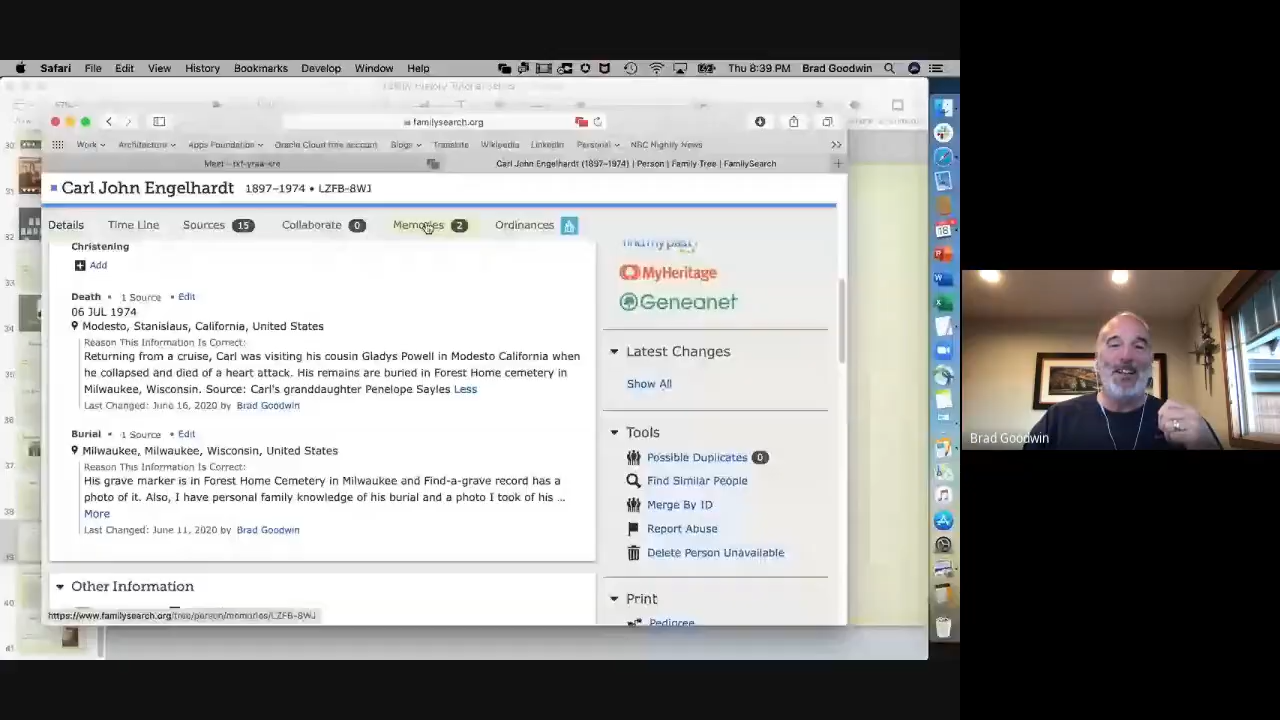 Safari File Edit View History Bookmarks Develop Window Help Thu 8:39 PM Brad Goodwin
familysearch.org
Work Architecture Apps Foundation Oracle Cloud free account Blogs Translate Wikipedia LinkedIn Personal NBC Nightly News
Carl John Engelhardt (1897–1974) | Person | Family Tree | FamilySearch
Carl John Engelhardt 1897–1974 • LZFB-8WJ
Details Time Line Sources 15 Collaborate 0 Memories 2 Ordinances
Christening
Add
Death • 1 Source • Edit
06 JUL 1974
Modesto, Stanislaus, California, United States
Reason This Information Is Correct:
Returning from a cruise, Carl was visiting his cousin Gladys Powell in Modesto California when
he collapsed and died of a heart attack. His remains are buried in Forest Home cemetery in
Milwaukee, Wisconsin. Source: Carl's granddaughter Penelope Sayles Less
Last Changed: June 16, 2020 by Brad Goodwin
Burial • 1 Source • Edit
Milwaukee, Milwaukee, Wisconsin, United States
Reason This Information Is Correct:
His grave marker is in Forest Home Cemetery in Milwaukee and Find-a-grave record has a
photo of it. Also, I have personal family knowledge of his burial and a photo I took of his ...
More
Last Changed: June 11, 2020 by Brad Goodwin
Other Information
https://www.familysearch.org/tree/person/memories/LZFB-8WJ
findmypast
MyHeritage
Geneanet
Latest Changes
Show All
Tools
Possible Duplicates 0
Find Similar People
Merge By ID
Report Abuse
Delete Person Unavailable
Print
Pedigree
18
Brad Goodwin